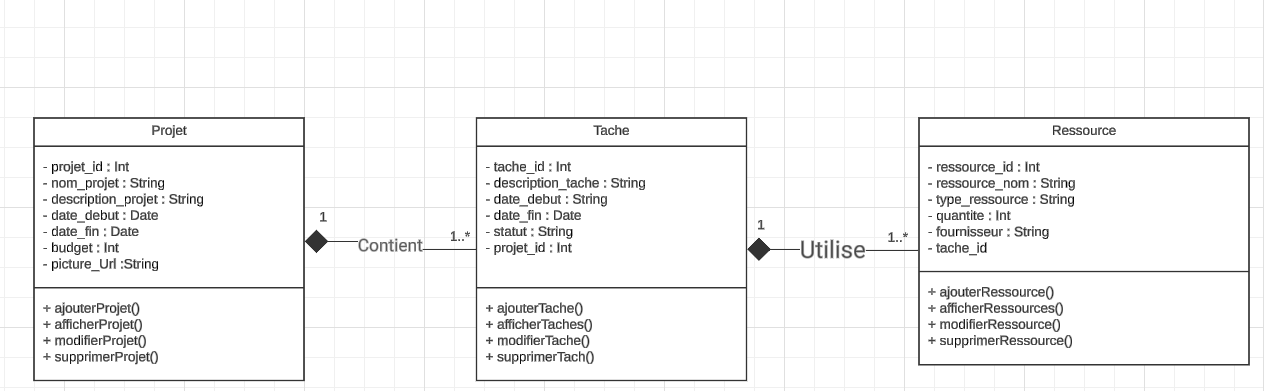 Projet
- projet_id : Int
- nom_projet : String
- description_projet : String
- date_debut : Date
- date_fin : Date
- budget : Int
- picture_Url :String
+ ajouterProjet()
+ afficherProjet()
+ modifierProjet()
+ supprimerProjet()
1
Contient
1..*
Tache
- tache_id : Int
- description_tache : String
- date_debut : String
- date_fin : Date
- statut : String
- projet_id : Int
+ ajouterTache()
+ afficherTaches()
+ modifierTache()
+ supprimerTach()
1
Utilise
1..*
Ressource
- ressource_id : Int
- ressource_nom : String
- type_ressource : String
- quantite : Int
- fournisseur : String
- tache_id
+ ajouterRessource()
+ afficherRessources()
+ modifierRessource()
+ supprimerRessource()